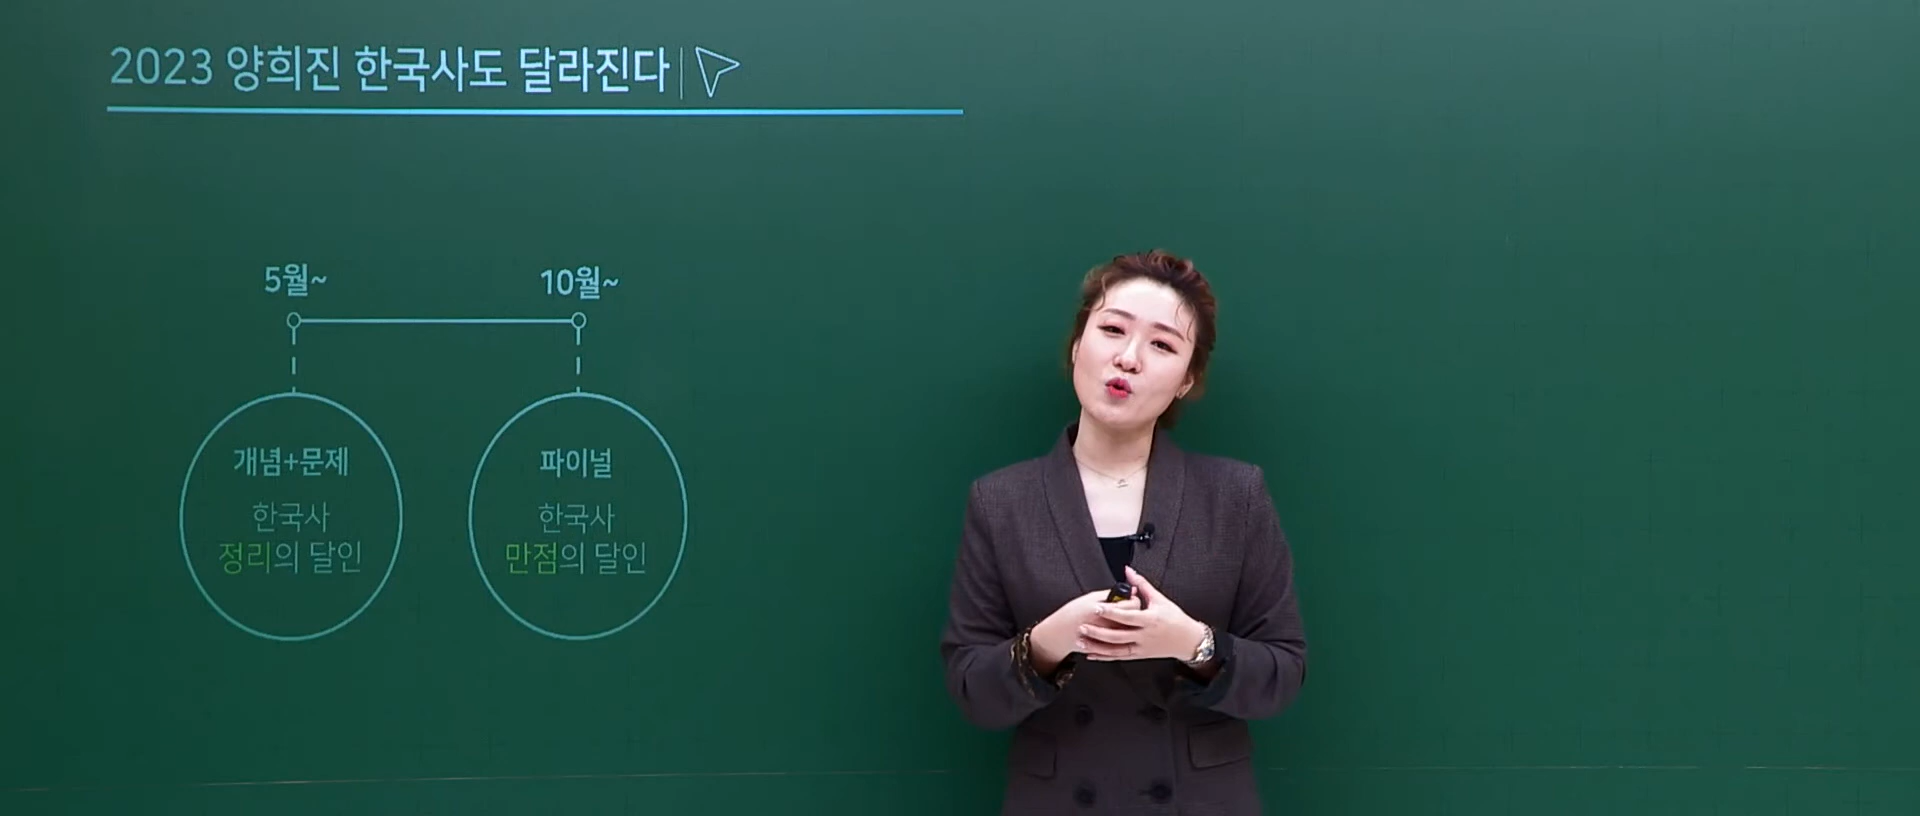 2023 양희진 한국사도 달라진다
5월~
10월~
개념+문제
한국사
정리의 달인
파이널
한국사
만점의 달인